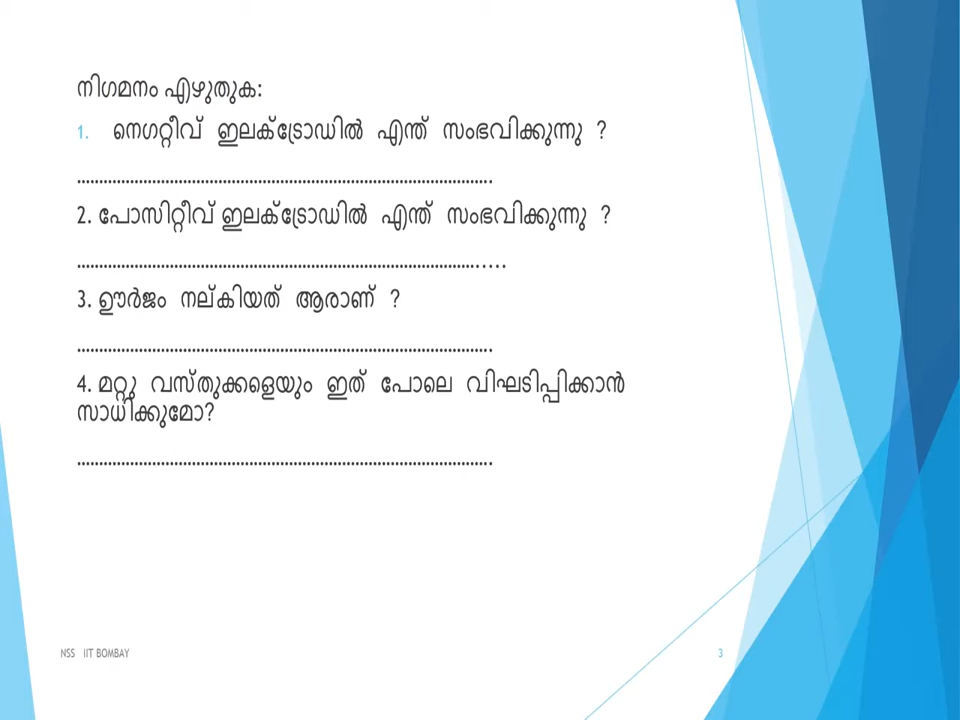 നിഗമനം എഴുതുക:
1. നെഗറ്റീവ് ഇലക്ട്രോഡിൽ എന്ത് സംഭവിക്കുന്നു ?
................................................................................................
2. പോസിറ്റീവ് ഇലക്ട്രോഡിൽ എന്ത് സംഭവിക്കുന്നു ?
................................................................................................
3. ഊർജം നല്കിയത് ആരാണ് ?
................................................................................................
4. മറ്റു വസ്തുക്കളെയും ഇത് പോലെ വിഘടിപ്പിക്കാൻ
സാധിക്കുമോ?
................................................................................................
NSS IIT BOMBAY
3